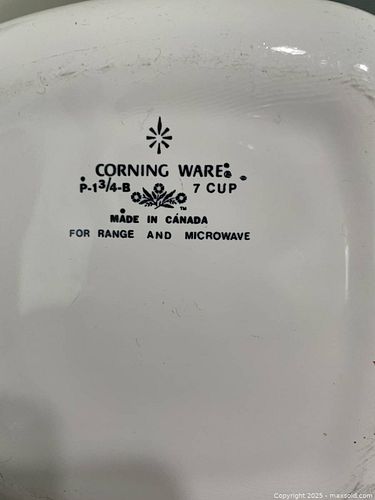 CORNING WARE®
P-1 3/4-B 7 CUP
™
MADE IN CANADA
FOR RANGE AND MICROWAVE
Copyright 2025 - maxsold.com